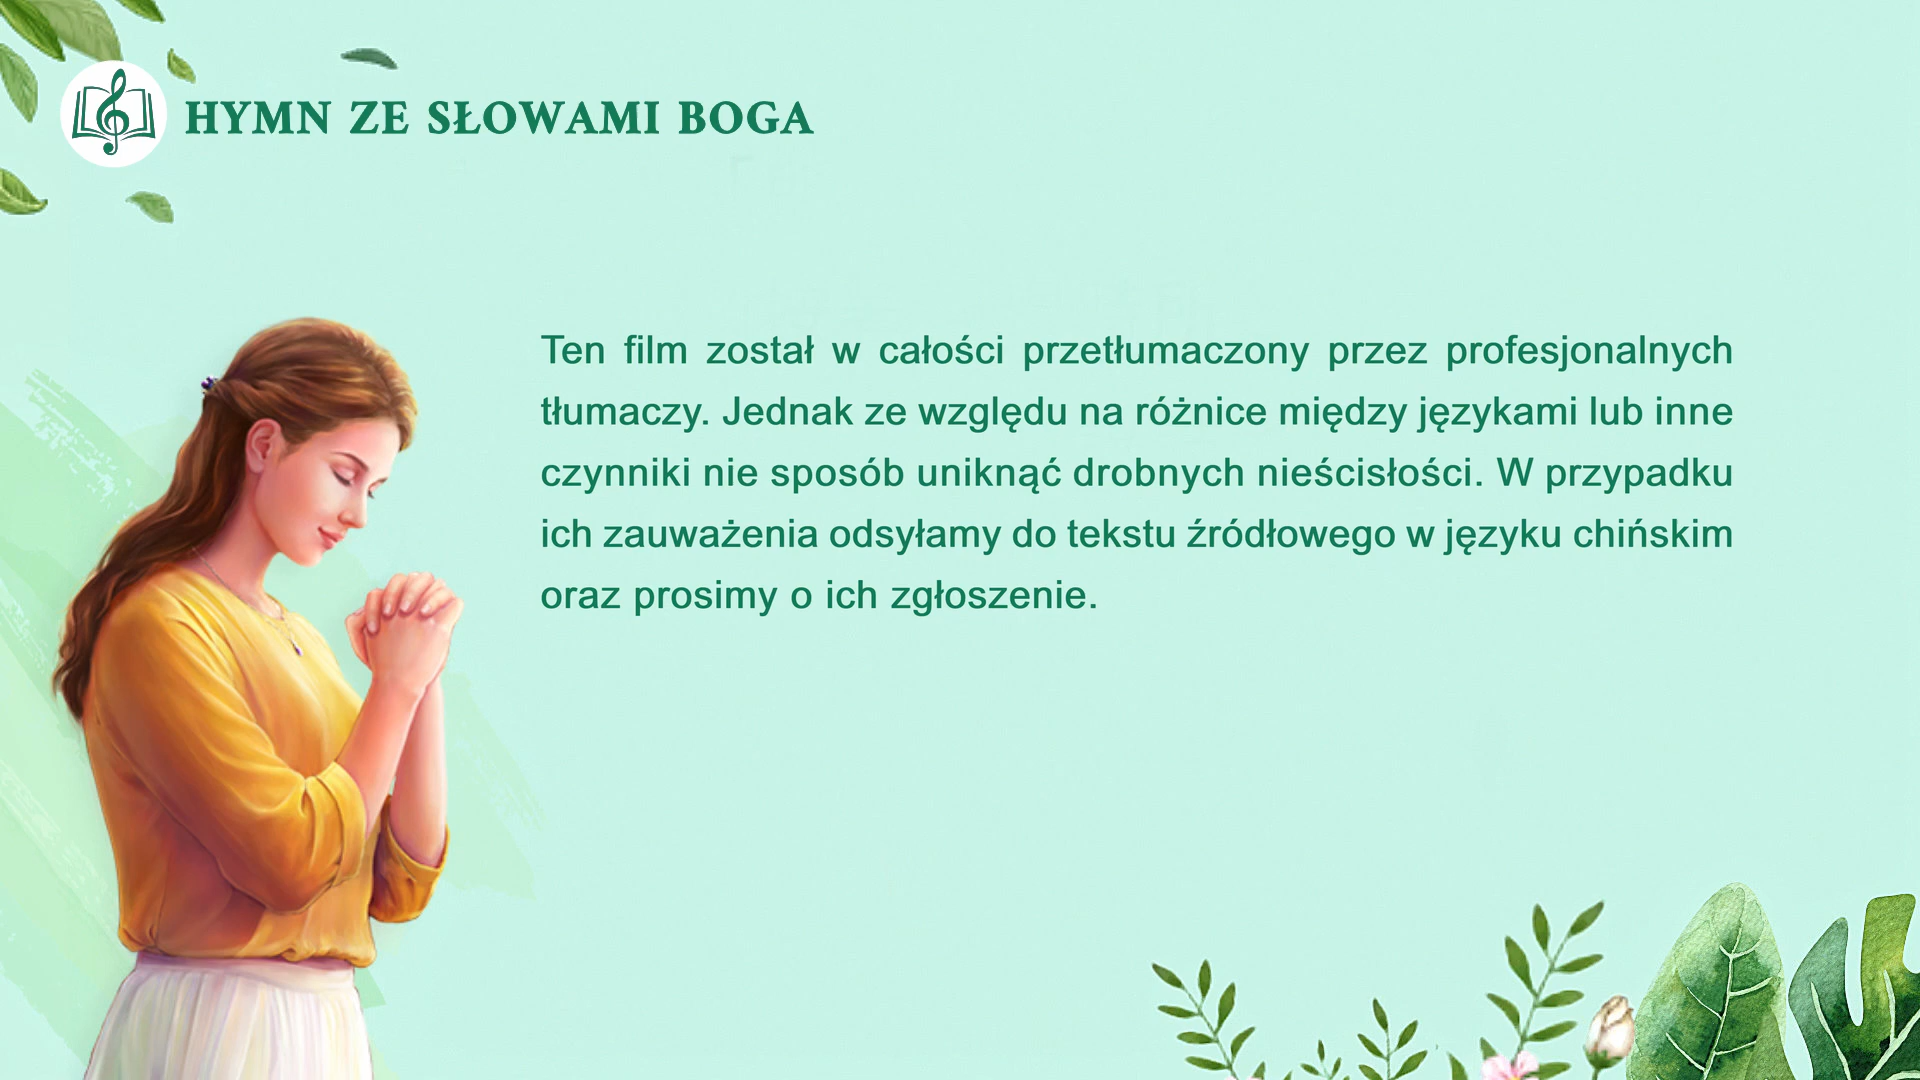 HYMN ZE SŁOWAMI BOGA
Ten film został w całości przetłumaczony przez profesjonalnych
tłumaczy. Jednak ze względu na różnice między językami lub inne
czynniki nie sposób uniknąć drobnych nieścisłości. W przypadku
ich zauważenia odsyłamy do tekstu źródłowego w języku chińskim
oraz prosimy o ich zgłoszenie.